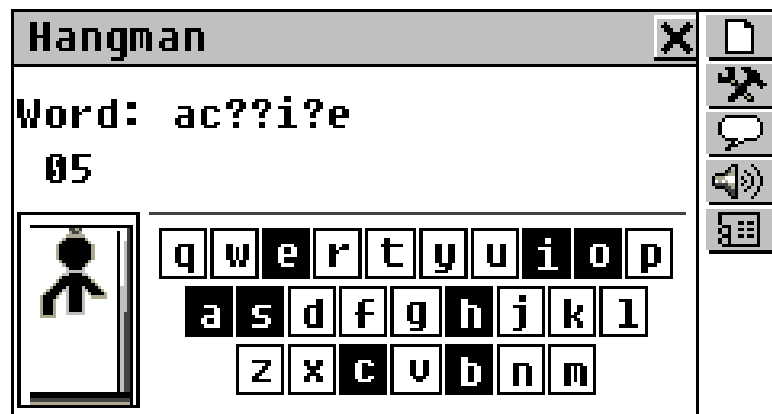 Hangman
Word: ac??i?e
05
q w e r t y u i o p
a s d f g h j k l
z x c v b n m